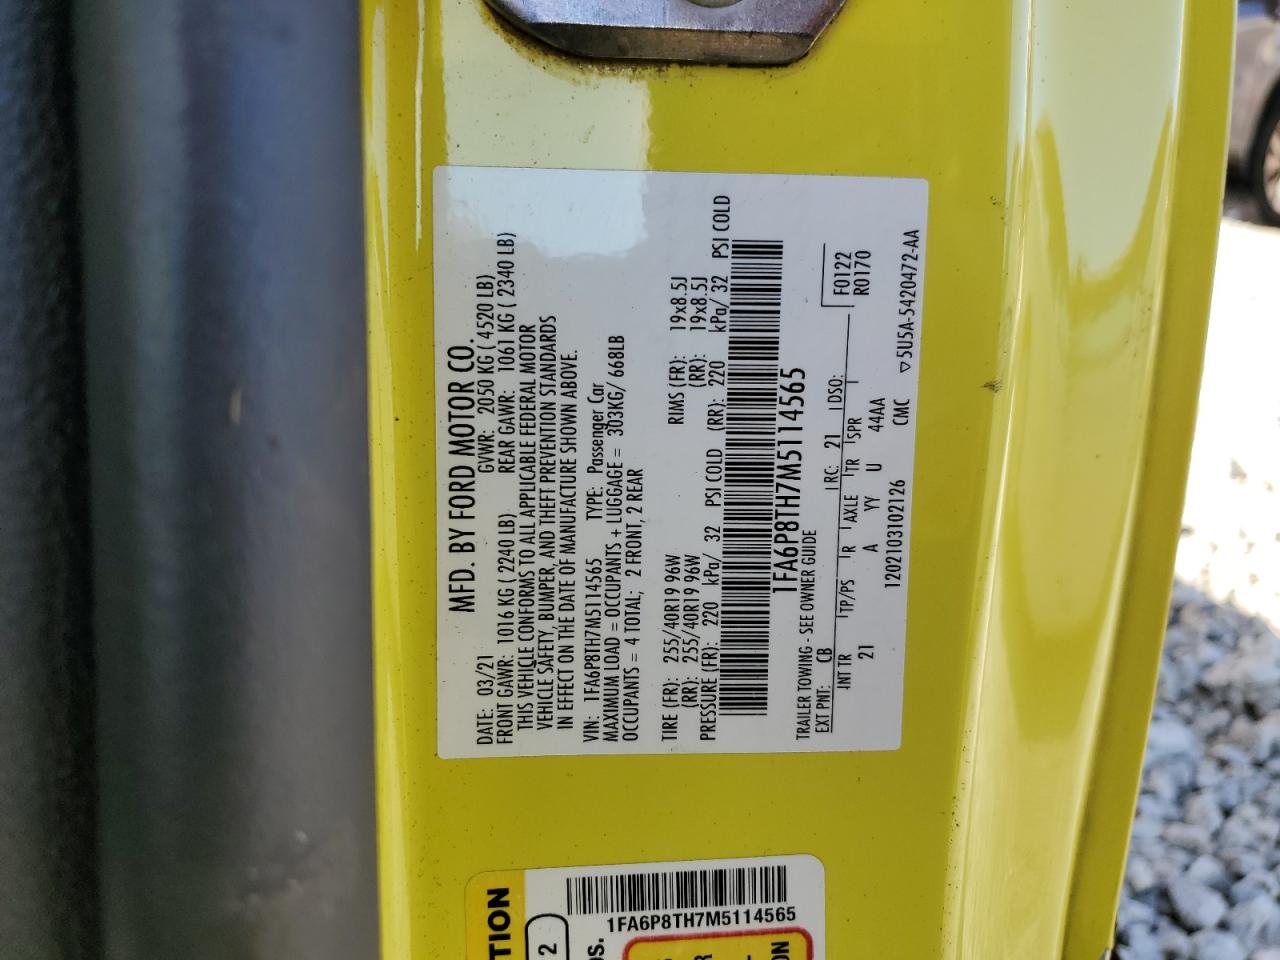 MFD. BY FORD MOTOR CO.
DATE: 03/21 GVWR: 2050 KG ( 4520 LB)
FRONT GAWR: 1016 KG ( 2240 LB) REAR GAWR: 1061 KG ( 2340 LB)
THIS VEHICLE CONFORMS TO ALL APPLICABLE FEDERAL MOTOR
VEHICLE SAFETY, BUMPER, AND THEFT PREVENTION STANDARDS
IN EFFECT ON THE DATE OF MANUFACTURE SHOWN ABOVE.
VIN: 1FA6P8TH7M5114565 TYPE: Passenger Car
MAXIMUM LOAD = OCCUPANTS + LUGGAGE = 303KG/ 668LB
OCCUPANTS = 4 TOTAL; 2 FRONT, 2 REAR
TIRE (FR): 255/40R19 96W RIMS (FR): 19x8.5J
(RR): 255/40R19 96W (RR): 19x8.5J
PRESSURE (FR): 220 kPa/ 32 PSI COLD (RR): 220 kPa/ 32 PSI COLD
1FA6P8TH7M5114565
TRAILER TOWING - SEE OWNER GUIDE
EXT PNT: CB RC: 21 DSO: F0122
R0170
INT TR TP/PS R AXLE TR SPR
21 A YY U 44AA
1202103102126 CMC ▽5U5A-5420472-AA
TION
2
1FA6P8TH7M5114565